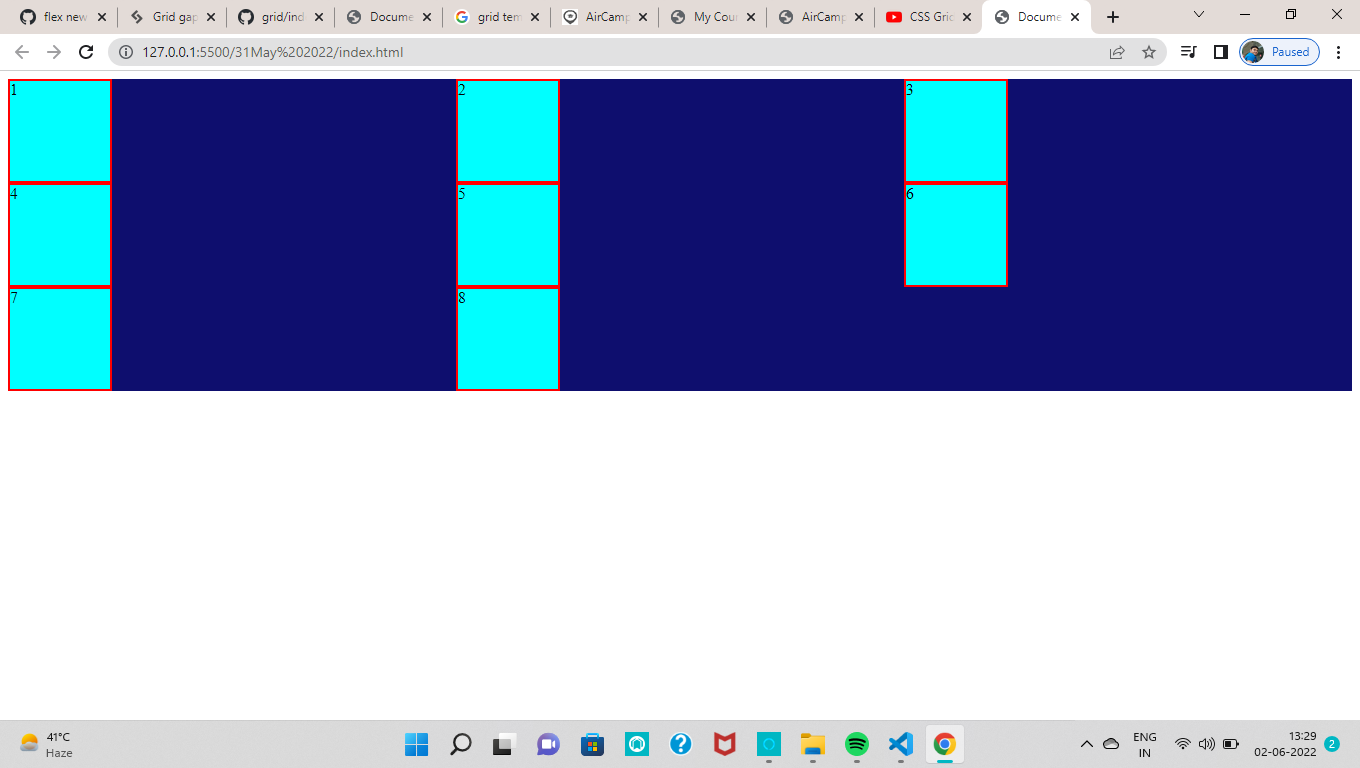 flex new
Grid gap
grid/ind
Docume
grid tem
AirCamp
My Cour
AirCamp
CSS Gric
Docume
127.0.0.1:5500/31May%202022/index.html
Paused
1
2
3
4
5
6
7
8
41°C
Haze
ENG
IN
13:29
02-06-2022
2